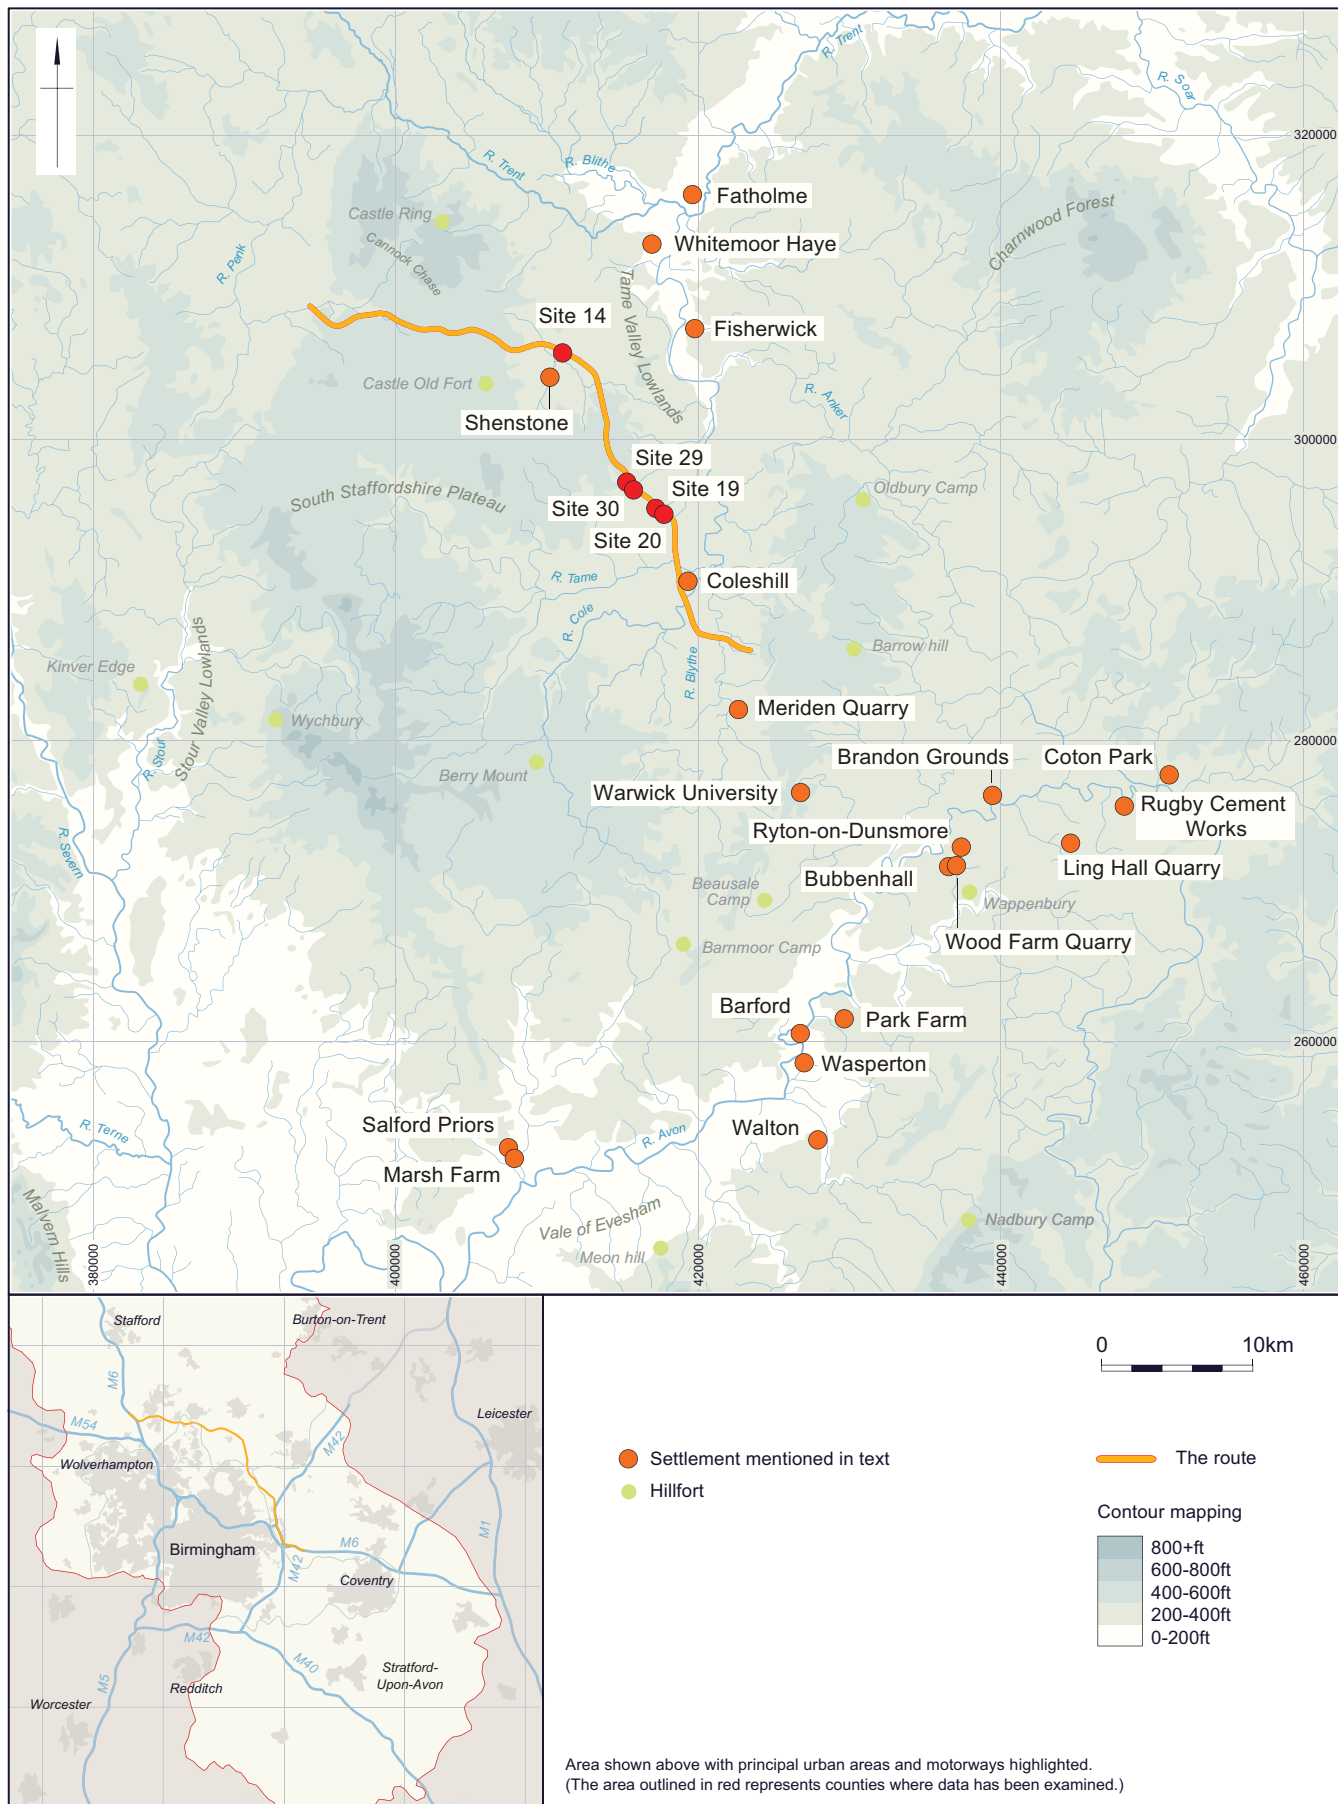 R. Trent
R. Soar
320000
R. Blithe
R. Trent
Fatholme
Castle Ring
Charnwood Forest
Whitemoor Haye
Cannock Chase
R. Penk
Tame Valley Lowlands
Site 14
Fisherwick
Castle Old Fort
R. Anker
Shenstone
300000
Site 29
South Staffordshire Plateau
Site 19
Oldbury Camp
Site 30
Site 20
R. Tame
Coleshill
R. Cole
Stour Valley Lowlands
Kinver Edge
Barrow hill
R. Blythe
Wychbury
Meriden Quarry
R. Stour
Brandon Grounds
Coton Park
280000
Berry Mount
Warwick University
Rugby Cement
Works
Ryton-on-Dunsmore
R. Severn
Ling Hall Quarry
Bubbenhall
Beausale
Camp
Wappenbury
Barnmoor Camp
Wood Farm Quarry
Barford
Park Farm
260000
Wasperton
Salford Priors
R. Terne
R. Avon
Walton
Marsh Farm
Malvern Hills
Vale of Evesham
Nadbury Camp
Meon hill
380000
400000
420000
440000
460000
Stafford
Burton-on-Trent
M6
Leicester
M54
M42
Wolverhampton
M1
Birmingham
M6
M42
Coventry
M42
M40
Stratford-
Upon-Avon
M5
Redditch
Worcester
0
10km
Settlement mentioned in text
The route
Hillfort
Contour mapping
800+ft
600-800ft
400-600ft
200-400ft
0-200ft
Area shown above with principal urban areas and motorways highlighted.
(The area outlined in red represents counties where data has been examined.)